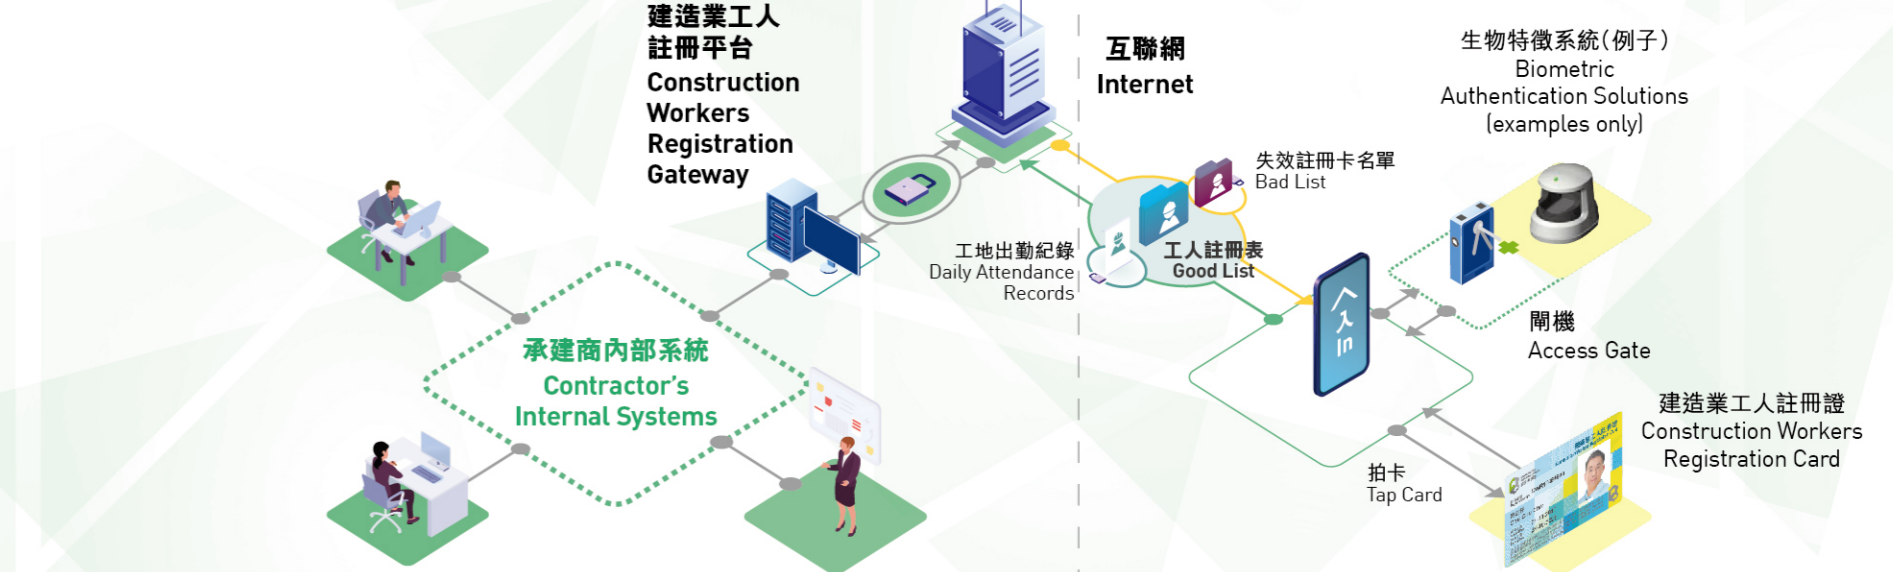 建造業工人
註冊平台
Construction
Workers
Registration
Gateway
互聯網
Internet
生物特徵系統（例子）
Biometric
Authentication Solutions
(examples only)
失效註冊卡名單
Bad List
工地出勤紀錄
Daily Attendance
Records
工人註冊表
Good List
入
In
閘機
Access Gate
承建商內部系統
Contractor's
Internal Systems
建造業工人註冊證
Construction Workers
Registration Card
拍卡
Tap Card